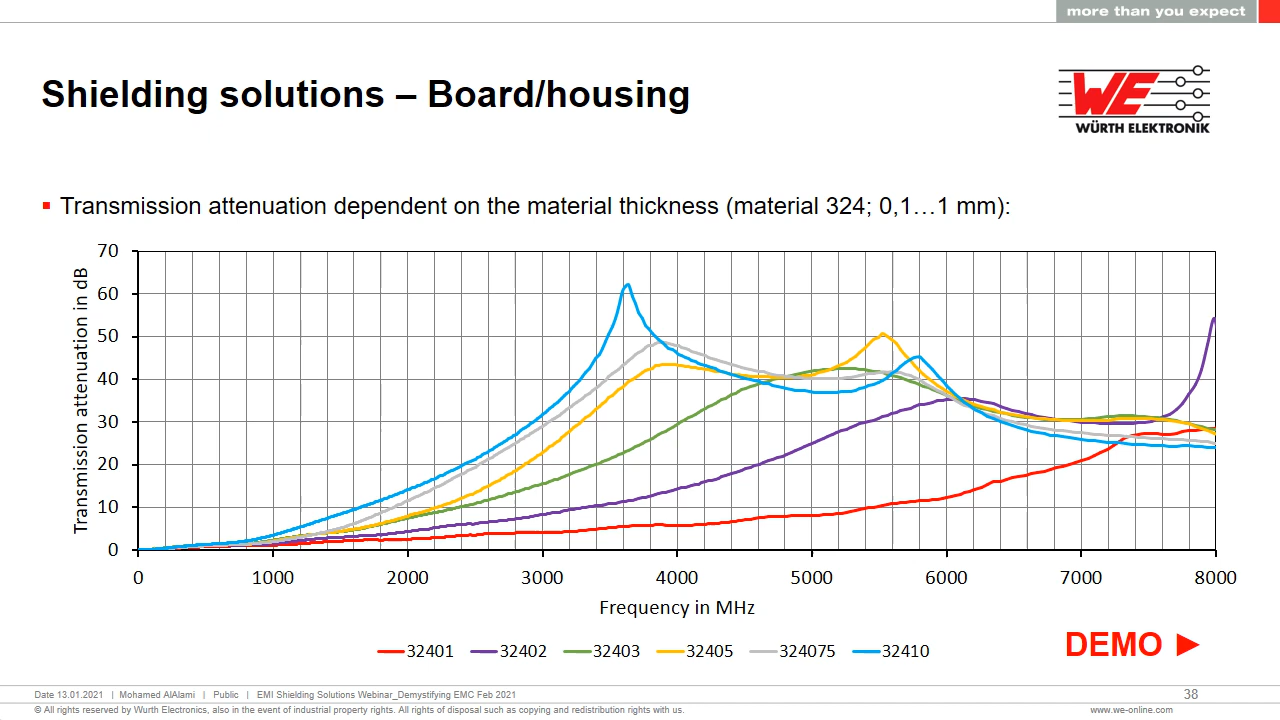 more than you expect
Shielding solutions – Board/housing
WE
WÜRTH ELEKTRONIK
Transmission attenuation dependent on the material thickness (material 324; 0,1…1 mm):
Transmission attenuation in dB
70
60
50
40
30
20
10
0
0 1000 2000 3000 4000 5000 6000 7000 8000
Frequency in MHz
32401 32402 32403 32405 324075 32410
DEMO ►
Date 13.01.2021 | Mohamed AlAlami | Public | EMI Shielding Solutions Webinar_Demystifying EMC Feb 2021
38
© All rights reserved by Wurth Electronics, also in the event of industrial property rights. All rights of disposal such as copying and redistribution rights with us.
www.we-online.com